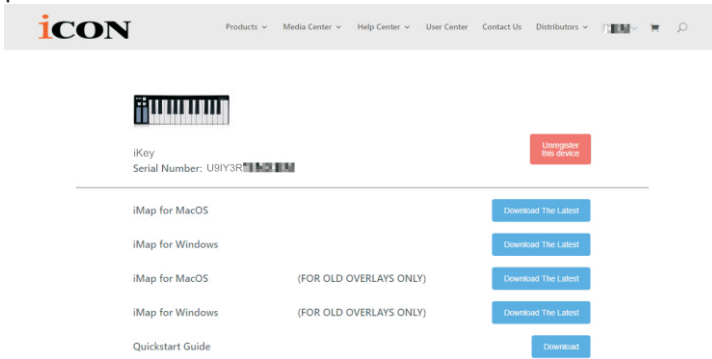 iCON
Products Media Center Help Center User Center Contact Us Distributors
iKey
Unregister
this device
Serial Number: U9IY3R
iMap for MacOS Download The Latest
iMap for Windows Download The Latest
iMap for MacOS (FOR OLD OVERLAYS ONLY) Download The Latest
iMap for Windows (FOR OLD OVERLAYS ONLY) Download The Latest
Quickstart Guide Download